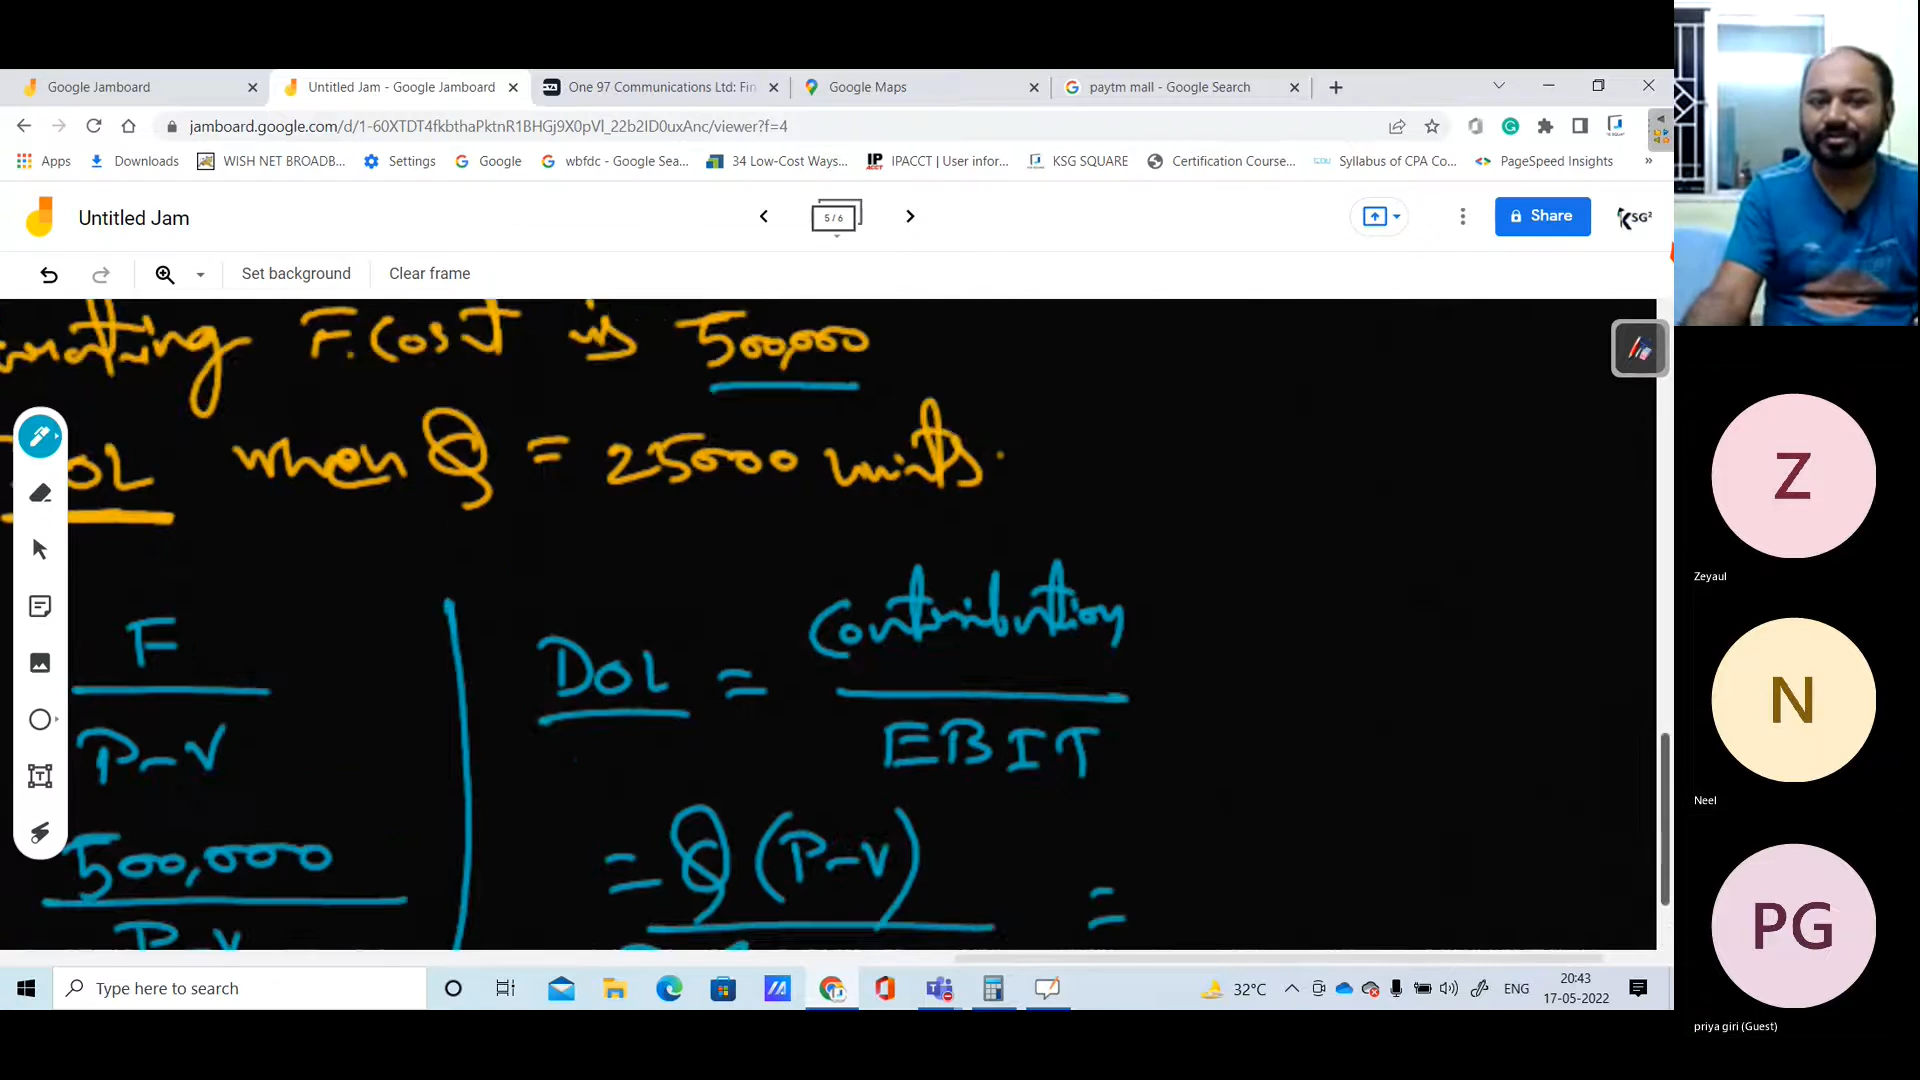 Google Jamboard
Untitled Jam - Google Jamboard
One 97 Communications Ltd: Fin
Google Maps
paytm mall - Google Search
jamboard.google.com/d/1-60XTDT4fkbthaPktnR1BHGj9X0pVl_22b2ID0uxAnc/viewer?f=4
Apps
Downloads
WISH NET BROADB...
Settings
Google
wbfdc - Google Sea...
34 Low-Cost Ways...
IPACCT | User infor...
KSG SQUARE
Certification Course...
Syllabus of CPA Co...
PageSpeed Insights
»
Untitled Jam
5 / 6
Share
KSG²
Set background
Clear frame
F. Cost is 500,000
DOL when Q = 25000 units.
F
P-V
500,000
P-V
DOL = Contribution
EBIT
= Q (P-V)
=
Z
Zeyaul
N
Neel
PG
priya giri (Guest)
Type here to search
32°C
ENG
20:43
17-05-2022